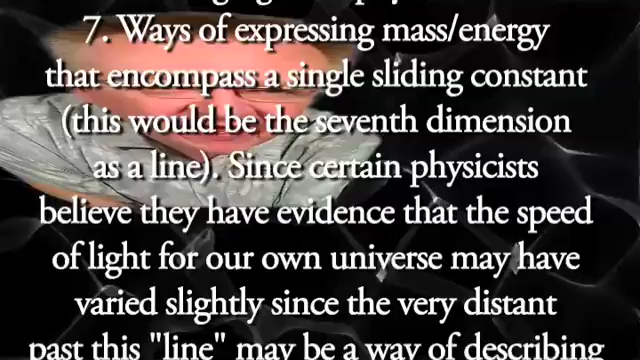 7. Ways of expressing mass/energy
that encompass a single sliding constant
(this would be the seventh dimension
as a line). Since certain physicists
believe they have evidence that the speed
of light for our own universe may have
varied slightly since the very distant
past this "line" may be a way of describing